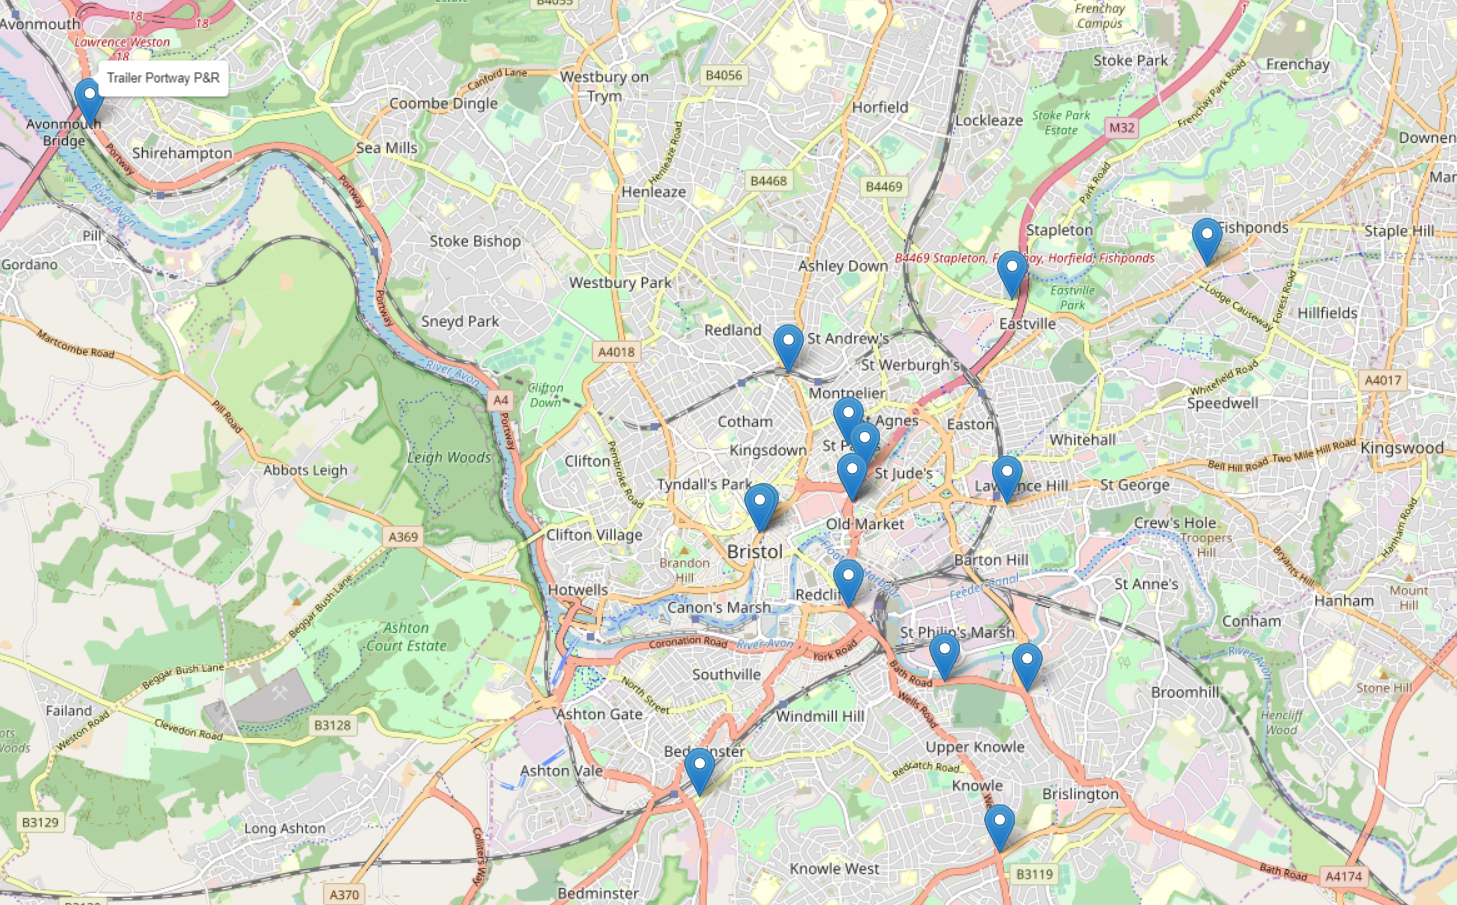 B4055
Frenchay
Campus
Avonmouth
18
18
Lawrence Weston
18
Stoke Park
Frenchay
Trailer Portway P&R
Canford Lane
Westbury on
Trym
B4056
Coombe Dingle
Horfield
Lockleaze
Stoke Park
Estate
M32
Frenchay Park Road
Avonmouth
Bridge
Portway
Shirehampton
Sea Mills
Henleaze Road
Park Road
River Avon
Portway
Henleaze
B4468
B4469
Pill
Stoke Bishop
Stapleton
Fishponds
Staple Hill
Gordano
Ashley Down
B4469 Stapleton, Horfield, Fishponds
Westbury Park
Portway
Eastville
Park
Lodge Causeway
Forest Road
Hillfields
Sneyd Park
Redland
St Andrew's
Eastville
Martcombe Road
A4018
St Werburgh's
River Avon
Clifton
Down
Montpelier
Whitefield Road
A4017
A4
Pill Road
Portway
Cotham
St Agnes
Easton
Speedwell
Kingsdown
Whitehall
Kingswood
Leigh Woods
Clifton
Pembroke Road
Bell Hill Road
Two Mile Hill Road
Abbots Leigh
Tyndall's Park
St Jude's
Lawrence Hill
St George
Old Market
Crew's Hole
Troopers
Hill
Hanham Road
A369
Clifton Village
Bristol
Brandon
Hill
Barton Hill
Bryants Hill
Beggar Bush Lane
Hotwells
Canon's Marsh
Feeder Canal
St Anne's
Hanham
Mount
Hill
Ashton
Court Estate
Coronation Road
River Avon
York Road
St Philip's Marsh
Conham
River Avon
Beggar Bush Lane
Southville
Bath Road
Wells Road
Broomhill
Stone Hill
Failand
Weston Road
Clevedon Road
B3128
North Street
Ashton Gate
Windmill Hill
Hencliff
Wood
Bedminster
Upper Knowle
Ashton Vale
Redcatch Road
Knowle
Brislington
B3129
Long Ashton
Colliter's Way
Knowle West
B3119
Bath Road
A4174
A370
Bedminster